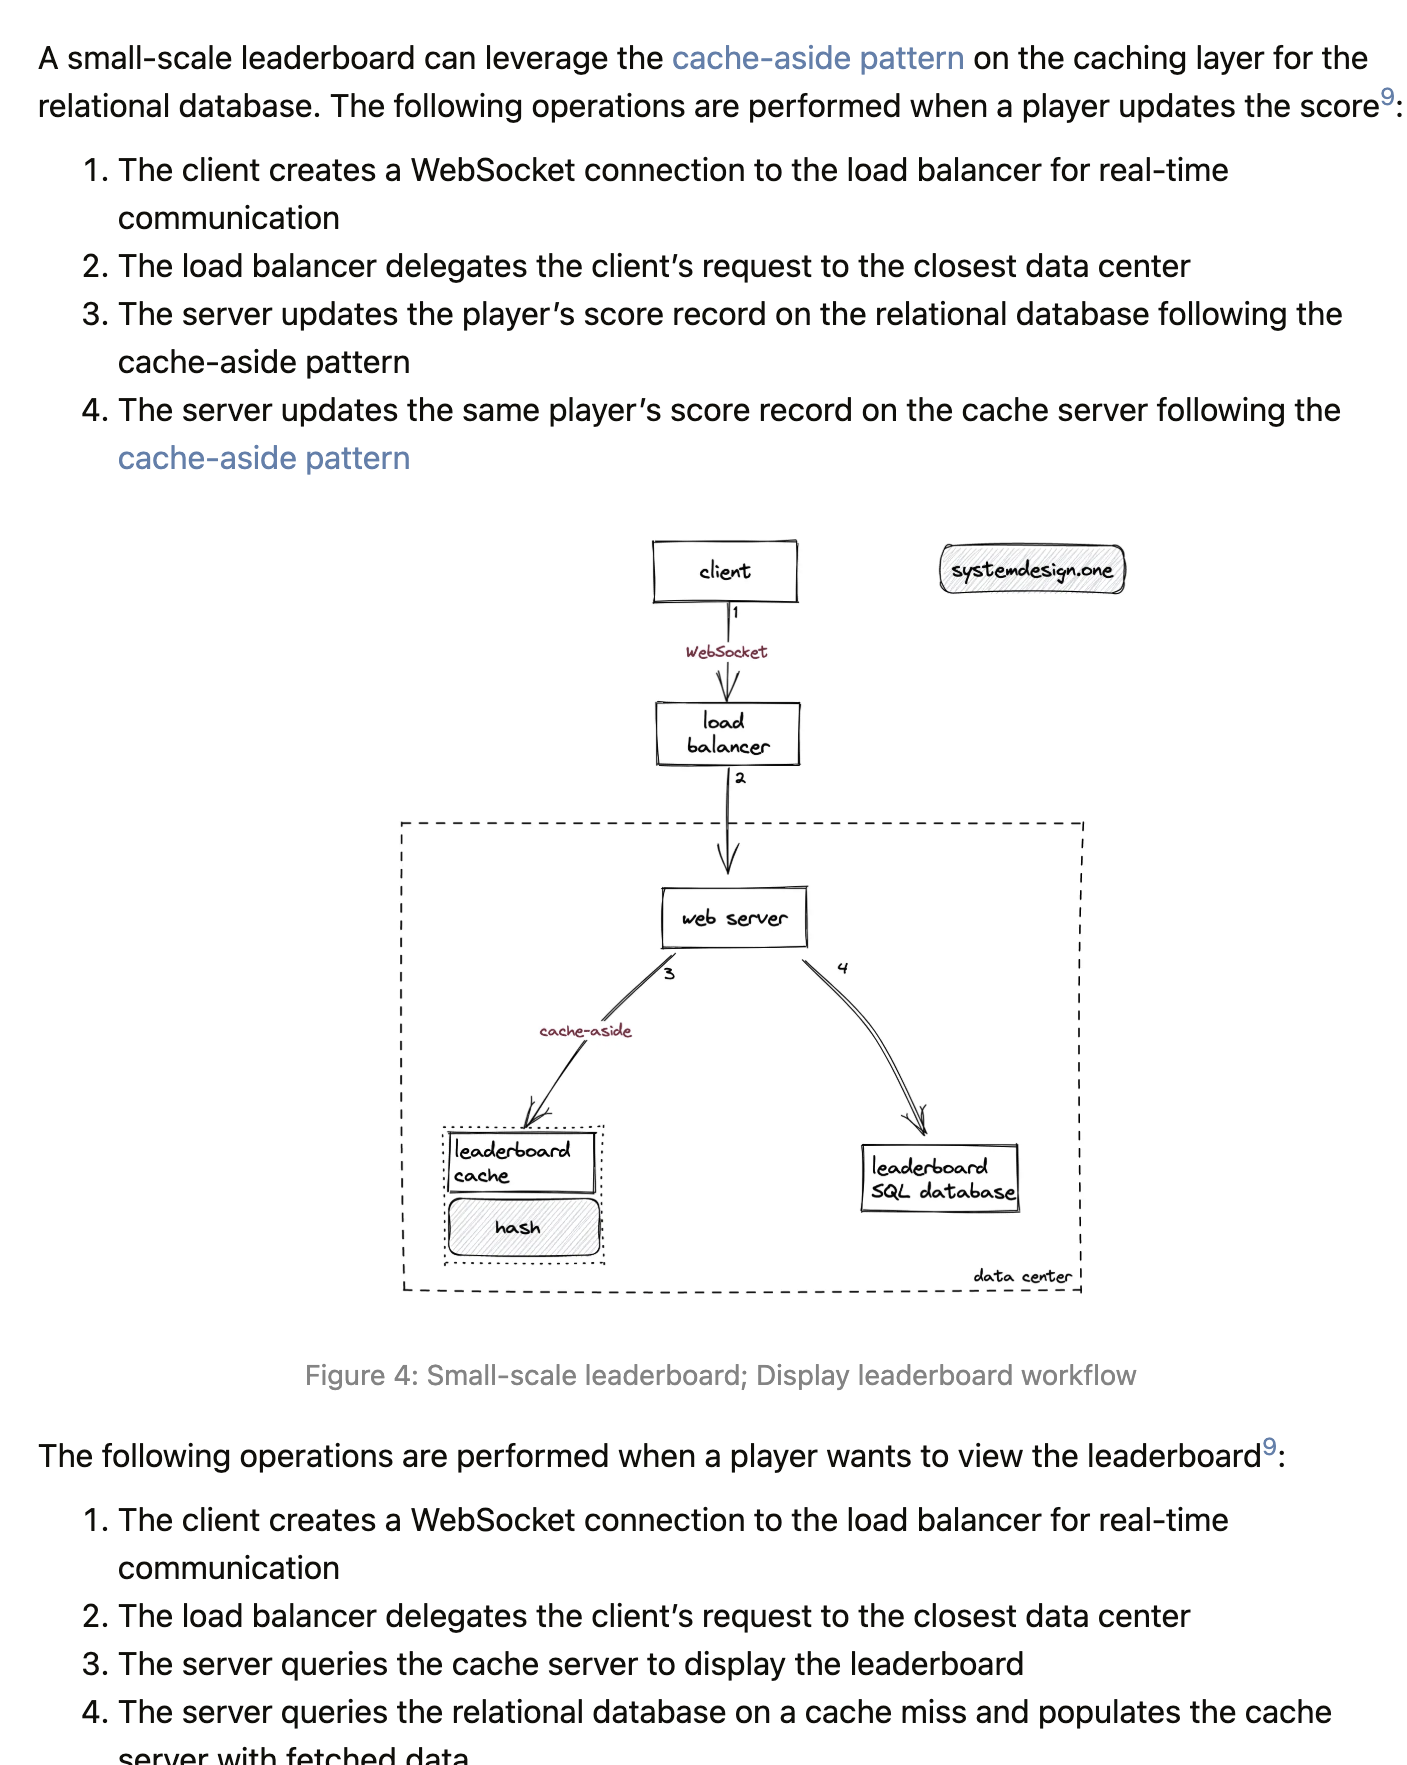 A small-scale leaderboard can leverage the cache-aside pattern on the caching layer for the
relational database. The following operations are performed when a player updates the score9:
1. The client creates a WebSocket connection to the load balancer for real-time
communication
2. The load balancer delegates the client’s request to the closest data center
3. The server updates the player’s score record on the relational database following the
cache-aside pattern
4. The server updates the same player’s score record on the cache server following the
cache-aside pattern
client
systemdesign.one
1
WebSocket
load
balancer
2
web server
3
4
cache-aside
leaderboard
cache
hash
leaderboard
SQL database
data center
Figure 4: Small-scale leaderboard; Display leaderboard workflow
The following operations are performed when a player wants to view the leaderboard9:
1. The client creates a WebSocket connection to the load balancer for real-time
communication
2. The load balancer delegates the client’s request to the closest data center
3. The server queries the cache server to display the leaderboard
4. The server queries the relational database on a cache miss and populates the cache
server with fetched data